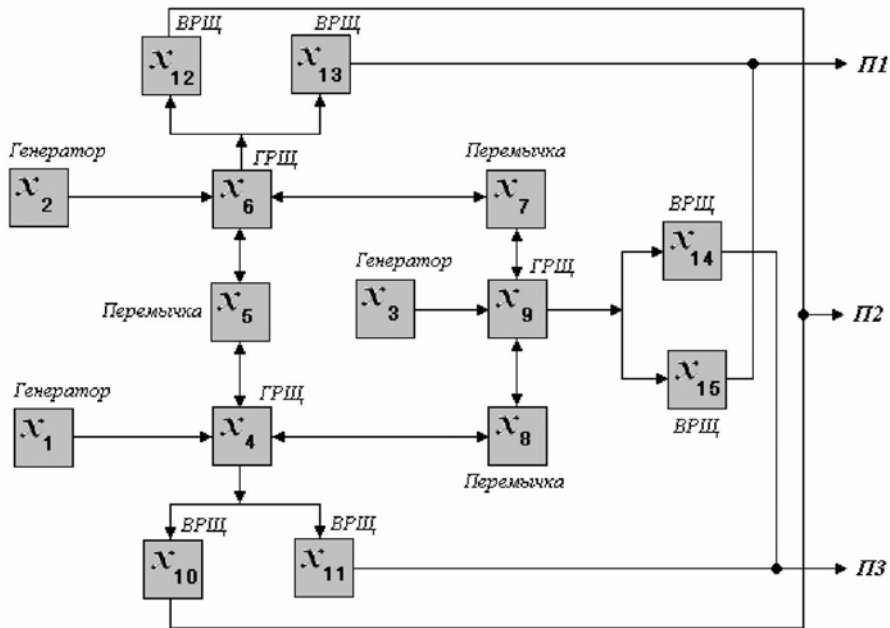 ВРЩ
x12
ВРЩ
x13
П1
Генератор
x2
ГРЩ
x6
Перемычка
x7
ВРЩ
x14
Генератор
x3
ГРЩ
x9
Перемычка
x5
П2
Генератор
x1
ГРЩ
x4
x8
Перемычка
x15
ВРЩ
ВРЩ
x10
ВРЩ
x11
П3